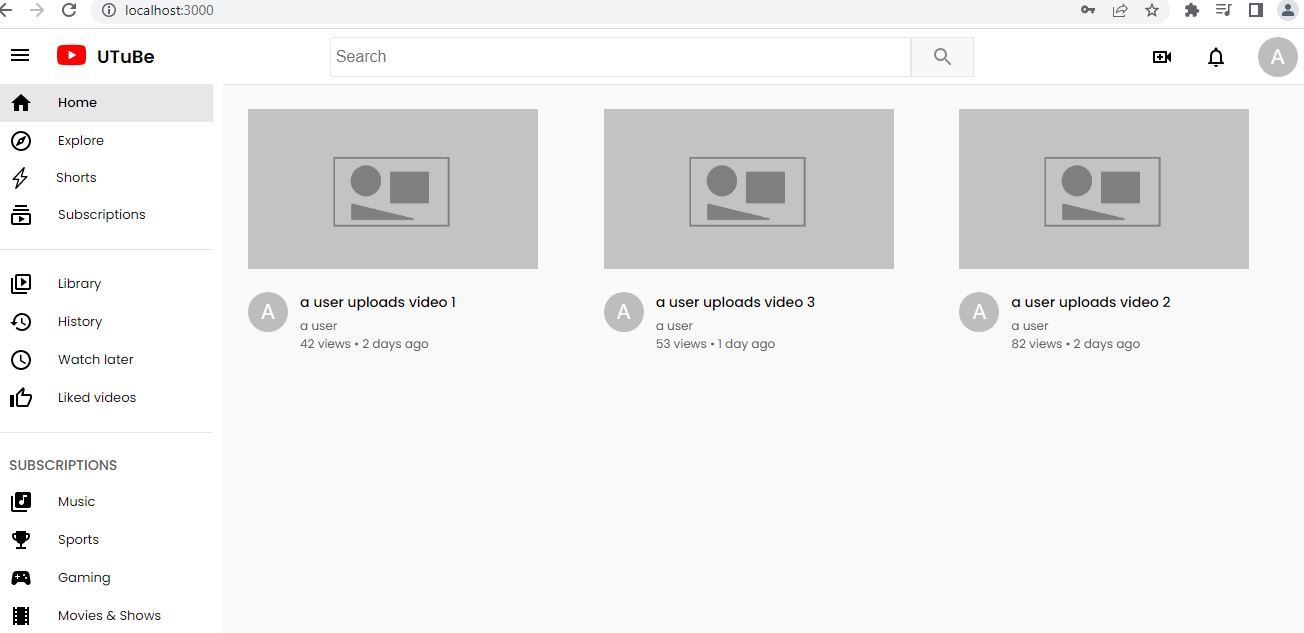 localhost:3000
UTuBe
Search
A
Home
Explore
Shorts
Subscriptions
Library
History
Watch later
Liked videos
SUBSCRIPTIONS
Music
Sports
Gaming
Movies & Shows
A
a user uploads video 1
a user
42 views • 2 days ago
A
a user uploads video 3
a user
53 views • 1 day ago
A
a user uploads video 2
a user
82 views • 2 days ago